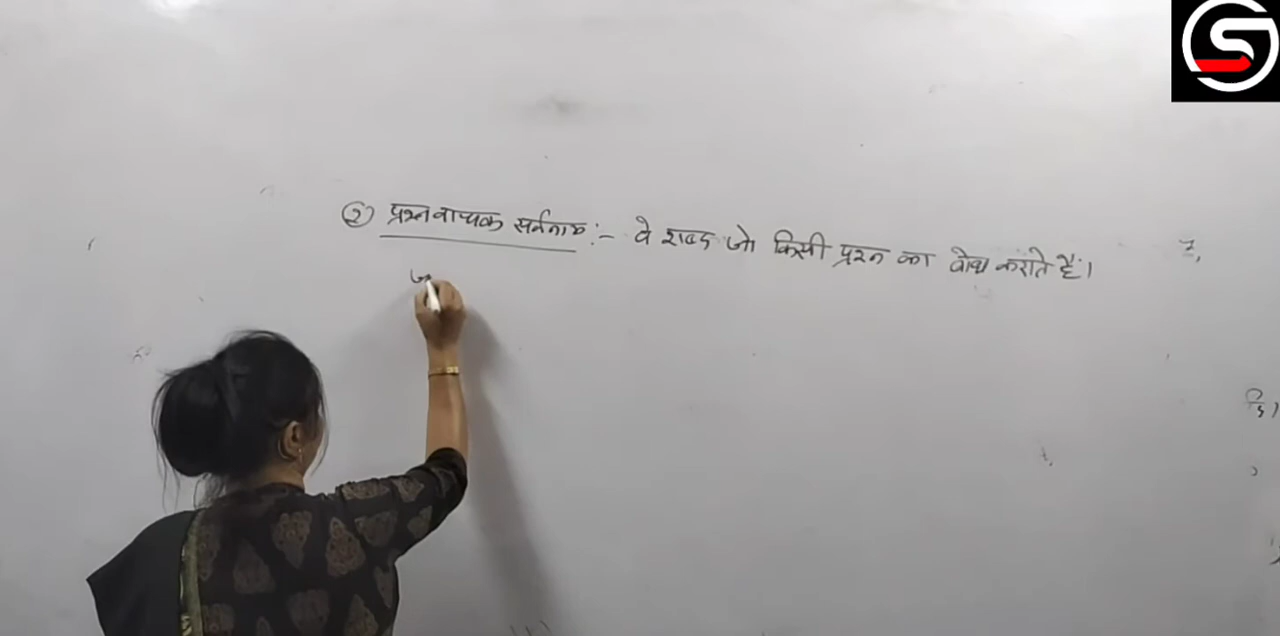 ② प्रश्नवाचक सर्वनाम :- वे शब्द जो किसी प्रश्न का बोध कराते हैं।